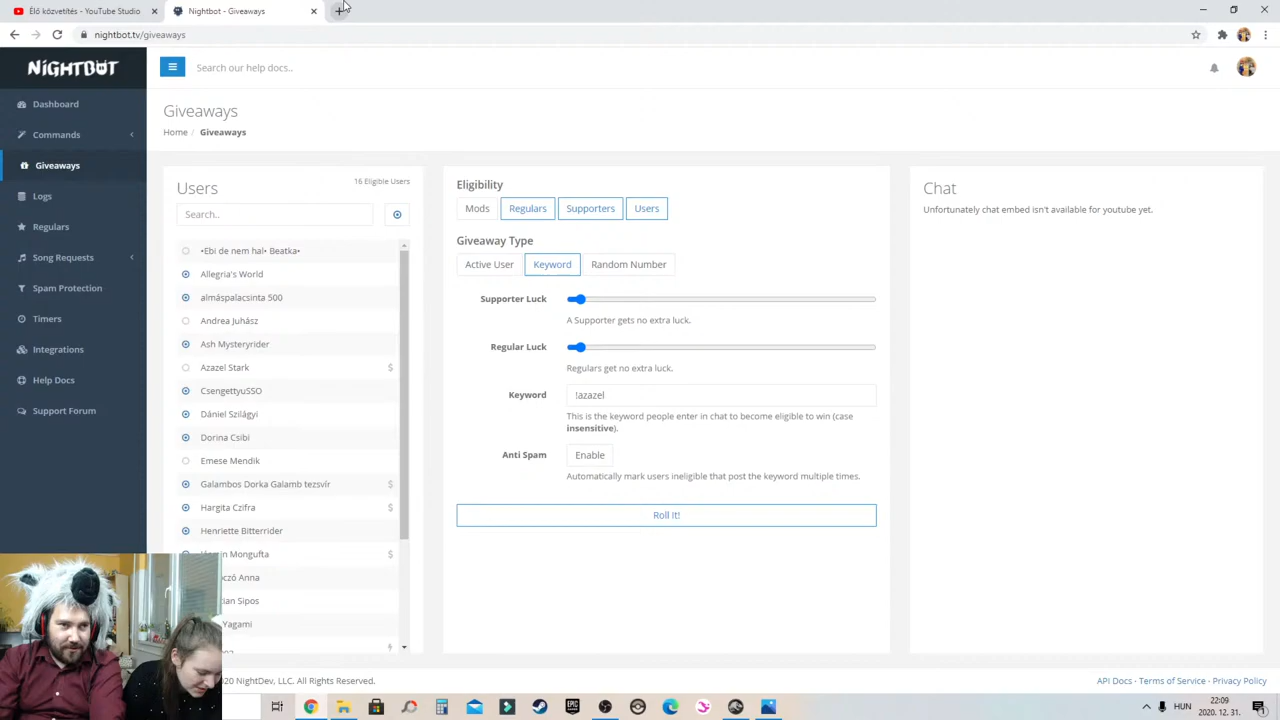 Élő közvetítés - YouTube Studio
Nightbot - Giveaways
nightbot.tv/giveaways
NIGHTBOT
Search our help docs..
Dashboard
Commands
Giveaways
Logs
Regulars
Song Requests
Spam Protection
Timers
Integrations
Help Docs
Support Forum
Giveaways
Home / Giveaways
Users
16 Eligible Users
Search..
•Ebi de nem ha!• Beatka•
Allegria's World
almáspalacsinta 500
Andrea Juhász
Ash Mysteryrider
Azazel Stark $
CsengettyuSSO
Dániel Szilágyi
Dorina Csibi
Emese Mendik
Galambos Dorka Galamb tezsvír $
Hargita Czifra $
Henriette Bitterrider
Mongufta $
czó Anna
ian Sipos
Yagami
Eligibility
Mods Regulars Supporters Users
Giveaway Type
Active User Keyword Random Number
Supporter Luck
A Supporter gets no extra luck.
Regular Luck
Regulars get no extra luck.
Keyword !azazel
This is the keyword people enter in chat to become eligible to win (case
insensitive).
Anti Spam Enable
Automatically mark users ineligible that post the keyword multiple times.
Roll It!
Chat
Unfortunately chat embed isn't available for youtube yet.
20 NightDev, LLC. All Rights Reserved.
API Docs · Terms of Service · Privacy Policy
HUN
22:09
2020. 12. 31.